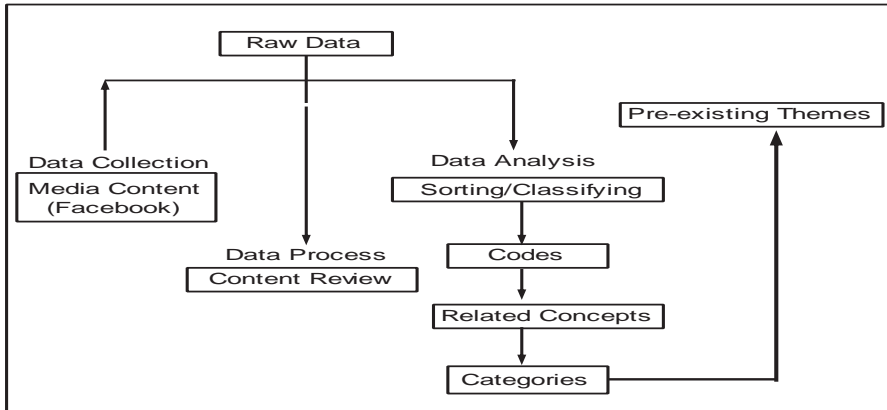 Raw Data
Pre-existing Themes
Data Collection
Media Content
(Facebook)
Data Analysis
Sorting/Classifying
Data Process
Content Review
Codes
Related Concepts
Categories